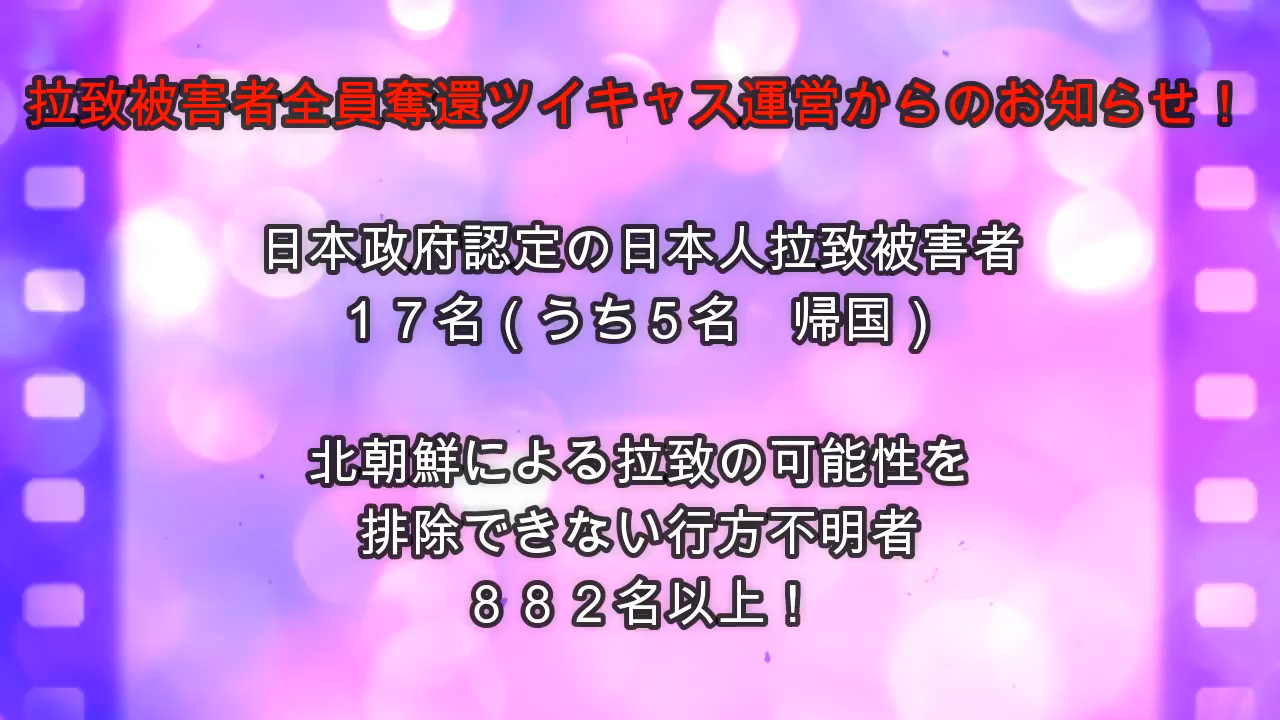 拉致被害者全員奪還ツイキャス運営からのお知らせ！
日本政府認定の日本人拉致被害者
１７名（うち５名　帰国）
北朝鮮による拉致の可能性を
排除できない行方不明者
８８２名以上！